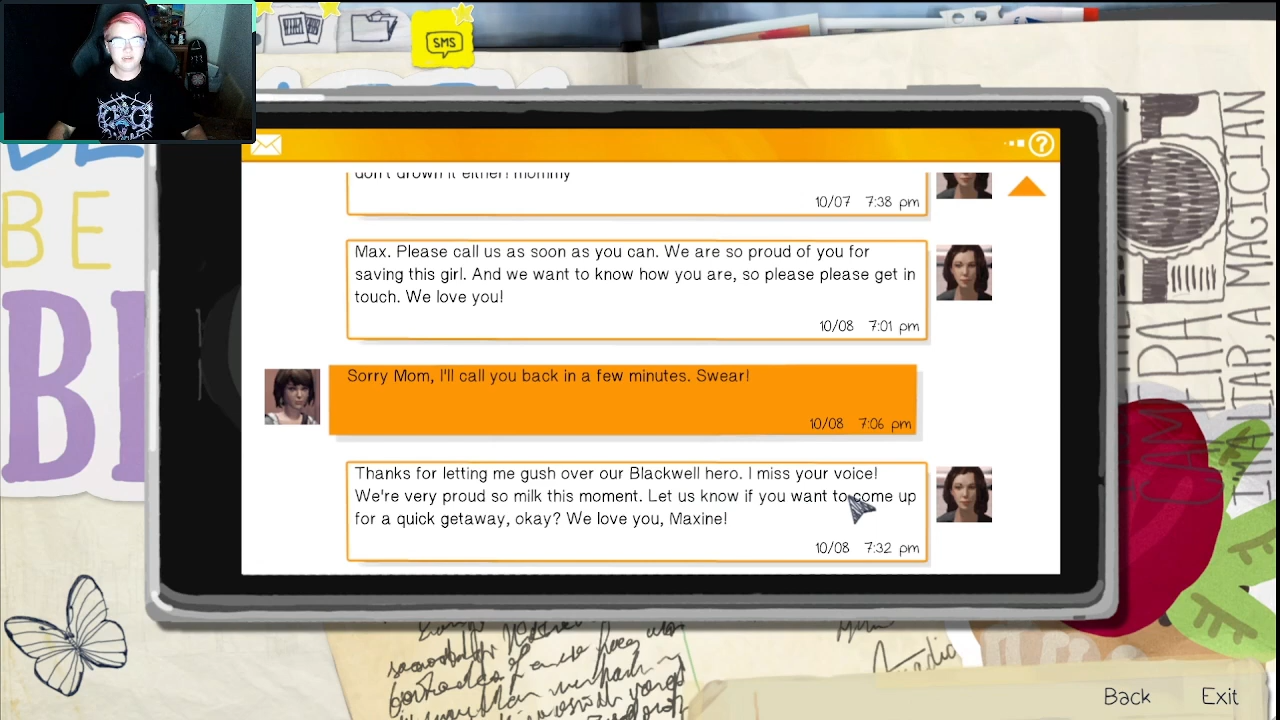 SMS
BE
BE
don't drown it either! mommy
10/07 7:38 pm
Max. Please call us as soon as you can. We are so proud of you for
saving this girl. And we want to know how you are, so please please get in
touch. We love you!
10/08 7:01 pm
Sorry Mom, I'll call you back in a few minutes. Swear!
10/08 7:06 pm
Thanks for letting me gush over our Blackwell hero. I miss your voice!
We're very proud so milk this moment. Let us know if you want to come up
for a quick getaway, okay? We love you, Maxine!
10/08 7:32 pm
CAMERA
A MAGICIAN
Back Exit